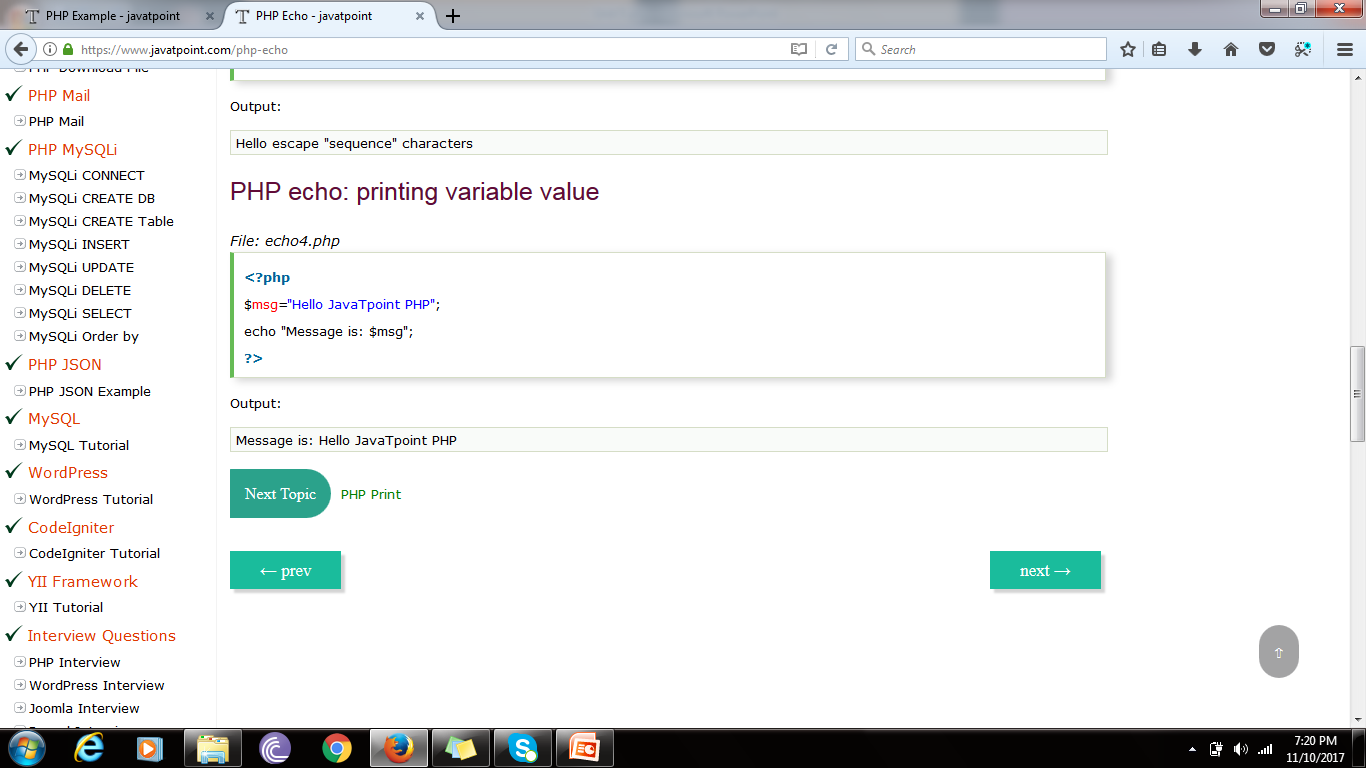 PHP Example - javatpoint
PHP Echo - javatpoint
https://www.javatpoint.com/php-echo
Search
PHP Download File
PHP Mail
PHP Mail
PHP MySQLi
MySQLi CONNECT
MySQLi CREATE DB
MySQLi CREATE Table
MySQLi INSERT
MySQLi UPDATE
MySQLi DELETE
MySQLi SELECT
MySQLi Order by
PHP JSON
PHP JSON Example
MySQL
MySQL Tutorial
WordPress
WordPress Tutorial
CodeIgniter
CodeIgniter Tutorial
YII Framework
YII Tutorial
Interview Questions
PHP Interview
WordPress Interview
Joomla Interview
Output:
Hello escape "sequence" characters
PHP echo: printing variable value
File: echo4.php
<?php
$msg="Hello JavaTpoint PHP";
echo "Message is: $msg";
?>
Output:
Message is: Hello JavaTpoint PHP
Next Topic
PHP Print
← prev
next →
7:20 PM
11/10/2017